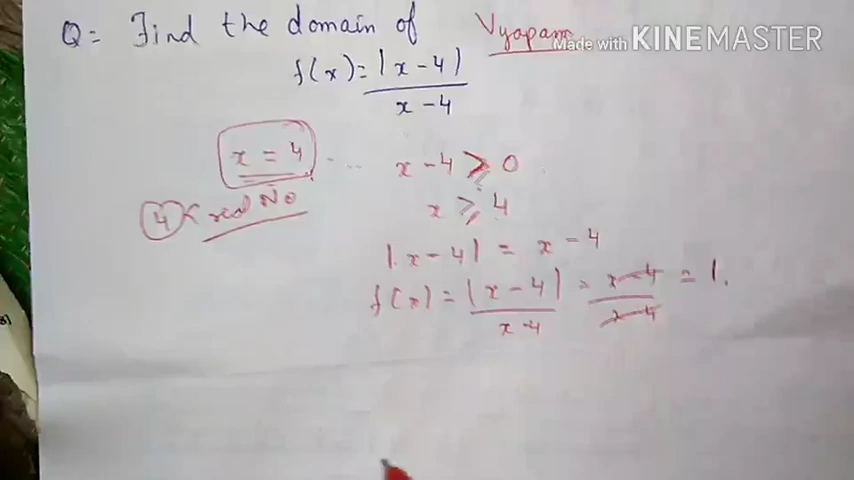 Q= Find the domain of Vyapam
Made with KINEMASTER
f(x)= |x-4|
x-4
x = 4 ... x-4 ≥ 0
4 < real No x ≥ 4
|x-4| = x-4
f(x) = |x-4| = x-4 = 1.
x-4 x-4